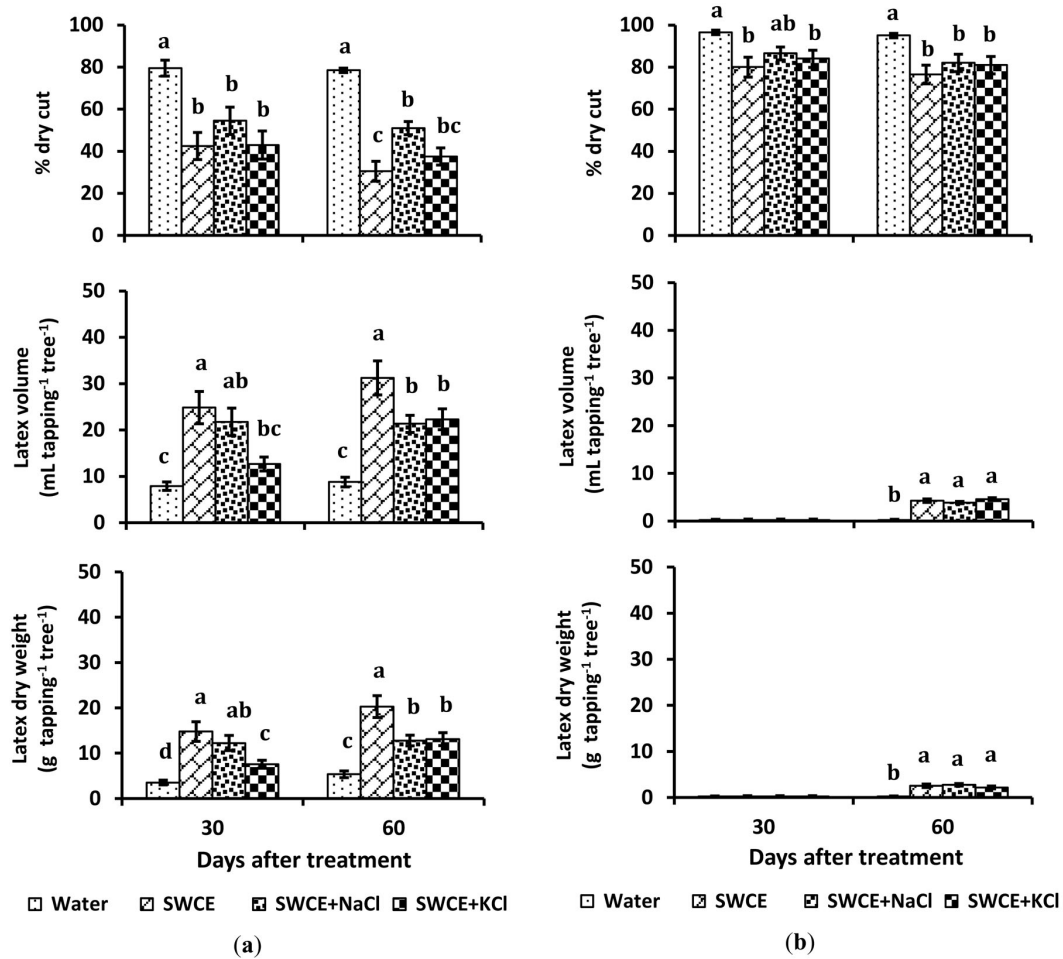 100
80
60
40
20
0
% dry cut
a
b
b
b
a
c
b
bc
50
40
30
20
10
0
Latex volume
(mL tapping⁻¹ tree⁻¹)
c
a
ab
bc
c
a
b
b
50
40
30
20
10
0
Latex dry weight
(g tapping⁻¹ tree⁻¹)
d
a
ab
c
c
a
b
b
30
60
Days after treatment
Water SWCE SWCE+NaCl SWCE+KCl
(a)
100
80
60
40
20
0
% dry cut
a
b
ab
b
a
b
b
b
50
40
30
20
10
0
Latex volume
(mL tapping⁻¹ tree⁻¹)
b
a
a
a
50
40
30
20
10
0
Latex dry weight
(g tapping⁻¹ tree⁻¹)
b
a
a
a
30
60
Days after treatment
Water SWCE SWCE+NaCl SWCE+KCl
(b)